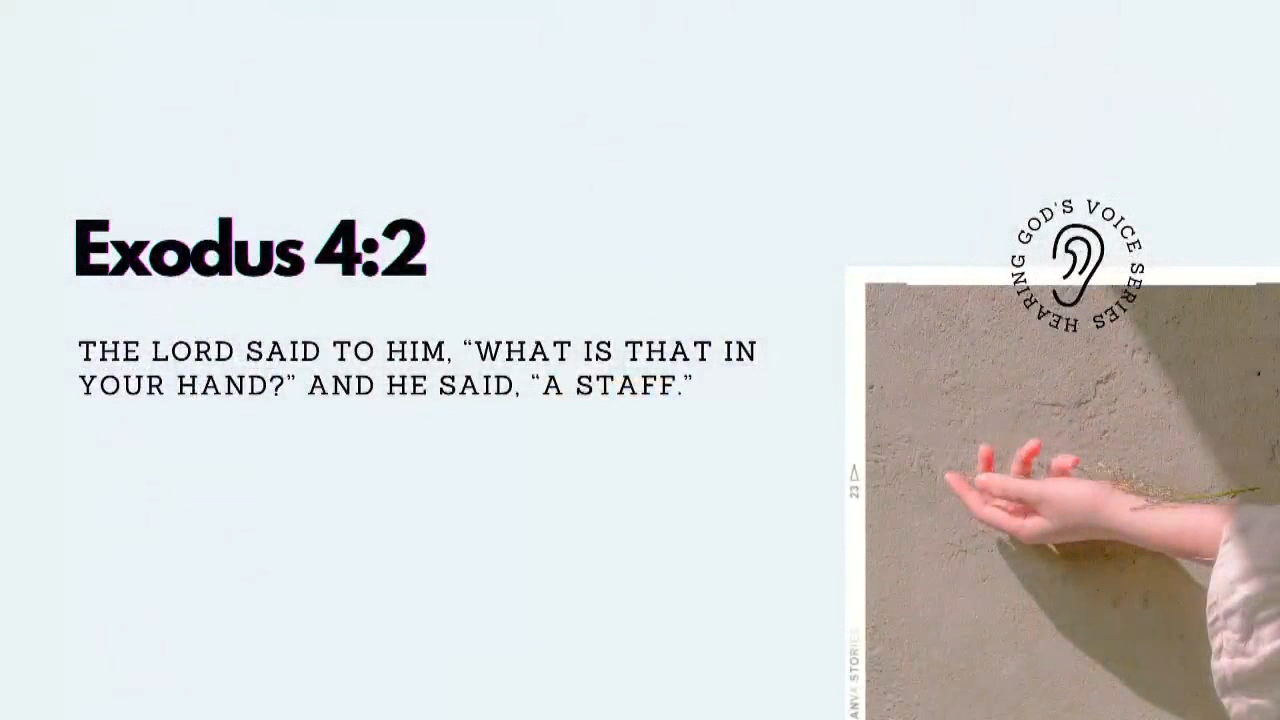 Exodus 4:2
THE LORD SAID TO HIM, “WHAT IS THAT IN
YOUR HAND?” AND HE SAID, “A STAFF.”
HEARING GOD'S VOICE SERIES
23